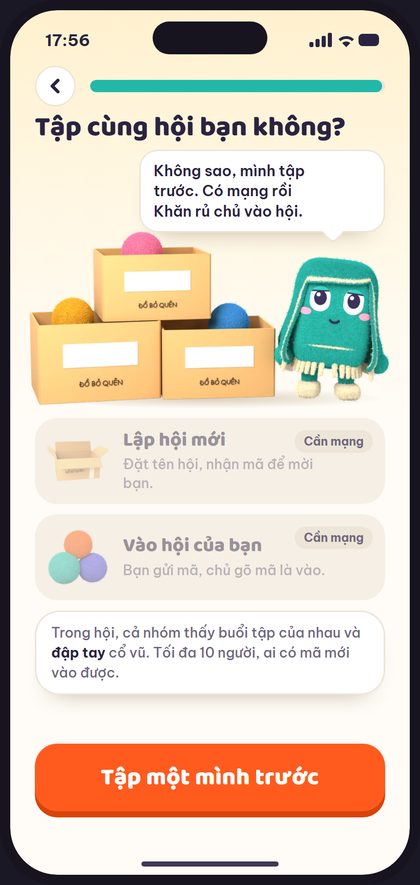 17:56
Tập cùng hội bạn không?
Không sao, mình tập
trước. Có mạng rồi
Khăn rủ chủ vào hội.
ĐỒ BỎ QUÊN
ĐỒ BỎ QUÊN
ĐỒ BỎ QUÊN
Lập hội mới
Cần mạng
Đặt tên hội, nhận mã để mời
bạn.
Vào hội của bạn
Cần mạng
Bạn gửi mã, chủ gõ mã là vào.
Trong hội, cả nhóm thấy buổi tập của nhau và
đập tay cổ vũ. Tối đa 10 người, ai có mã mới
vào được.
Tập một mình trước